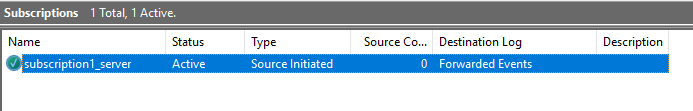 Subscriptions 1 Total, 1 Active.
Name Status Type Source Co... Destination Log Description
subscription1_server Active Source Initiated 0 Forwarded Events